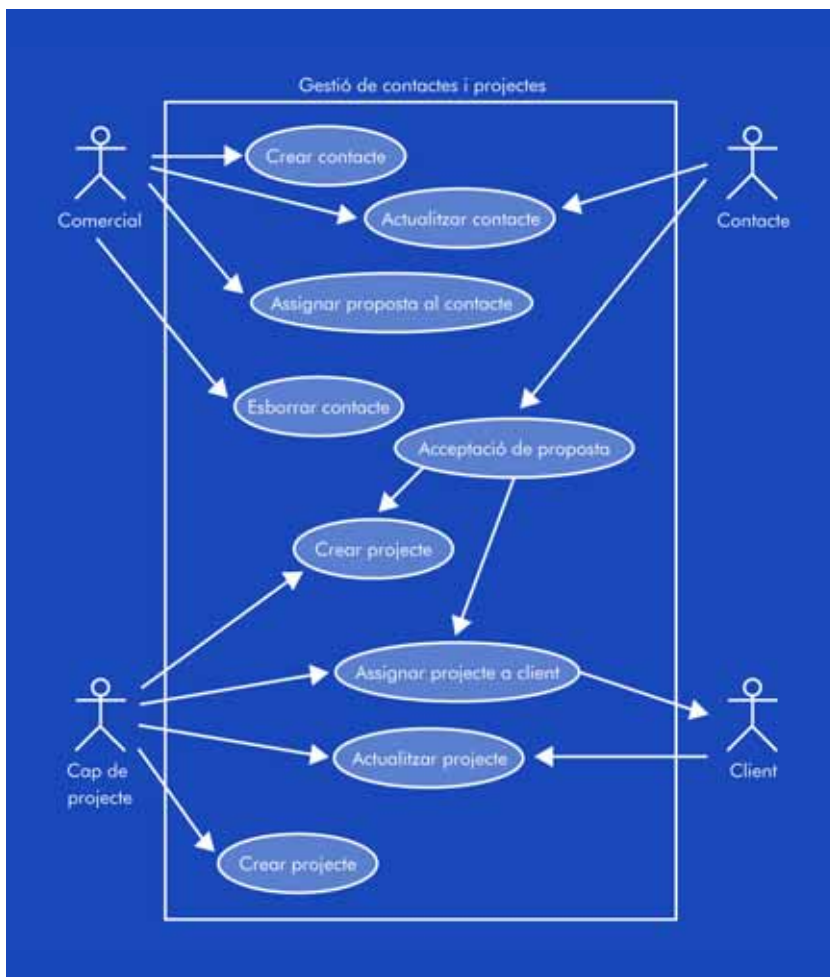 Gestió de contactes i projectes
Crear contacte
Comercial
Actualitzar contacte
Contacte
Assignar proposta al contacte
Esborrar contacte
Acceptació de proposta
Crear projecte
Assignar projecte a client
Cap de
projecte
Actualitzar projecte
Client
Crear projecte